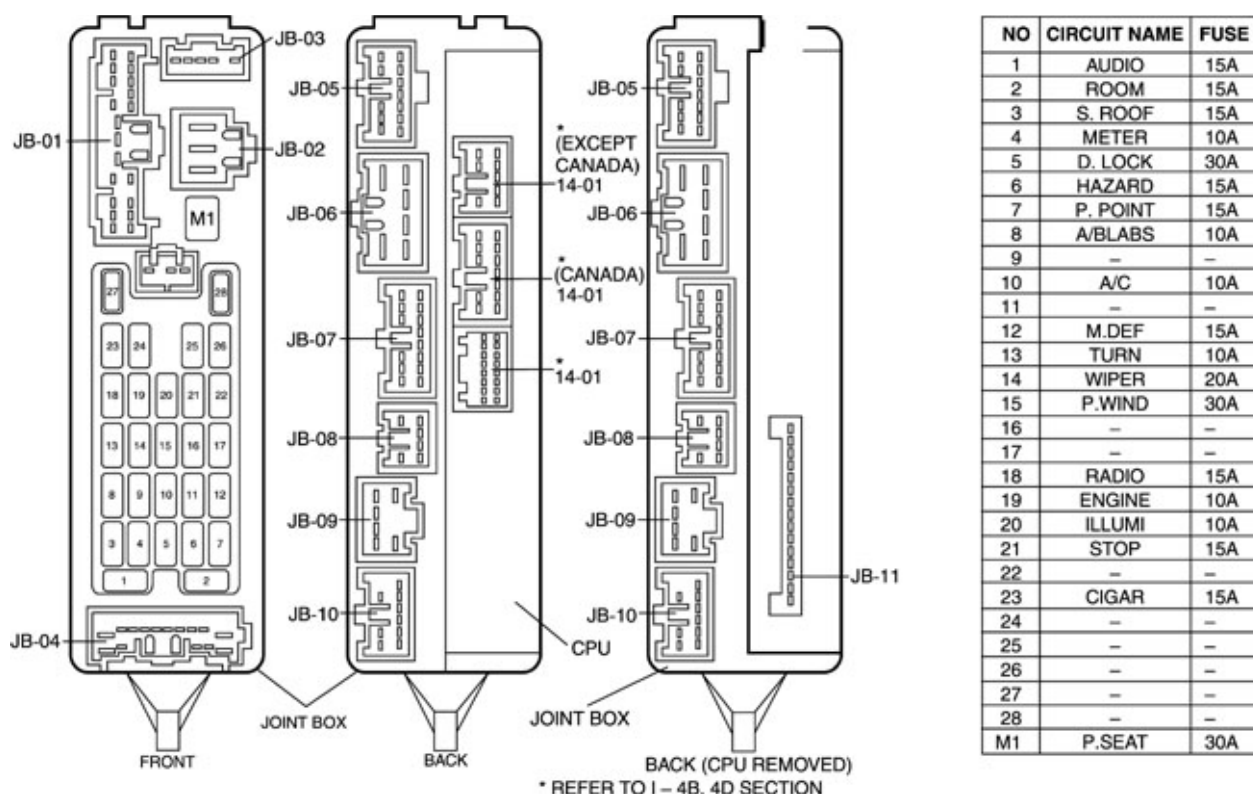 JB-03
JB-01
JB-02
M1
27 28
23 24 25 26
18 19 20 21 22
13 14 15 16 17
8 9 10 11 12
3 4 5 6 7
1 2
JB-04
FRONT
JOINT BOX
JB-05
JB-06
JB-07
JB-08
JB-09
JB-10
*
(EXCEPT
CANADA)
14-01
*
(CANADA)
14-01
*
14-01
CPU
BACK
JB-05
JB-06
JB-07
JB-08
JB-09
JB-10
JB-11
JOINT BOX
BACK (CPU REMOVED)
* REFER TO I – 4B, 4D SECTION
NO CIRCUIT NAME FUSE
1 AUDIO 15A
2 ROOM 15A
3 S. ROOF 15A
4 METER 10A
5 D. LOCK 30A
6 HAZARD 15A
7 P. POINT 15A
8 A/BLABS 10A
9 – –
10 A/C 10A
11 – –
12 M.DEF 15A
13 TURN 10A
14 WIPER 20A
15 P.WIND 30A
16 – –
17 – –
18 RADIO 15A
19 ENGINE 10A
20 ILLUMI 10A
21 STOP 15A
22 – –
23 CIGAR 15A
24 – –
25 – –
26 – –
27 – –
28 – –
M1 P.SEAT 30A